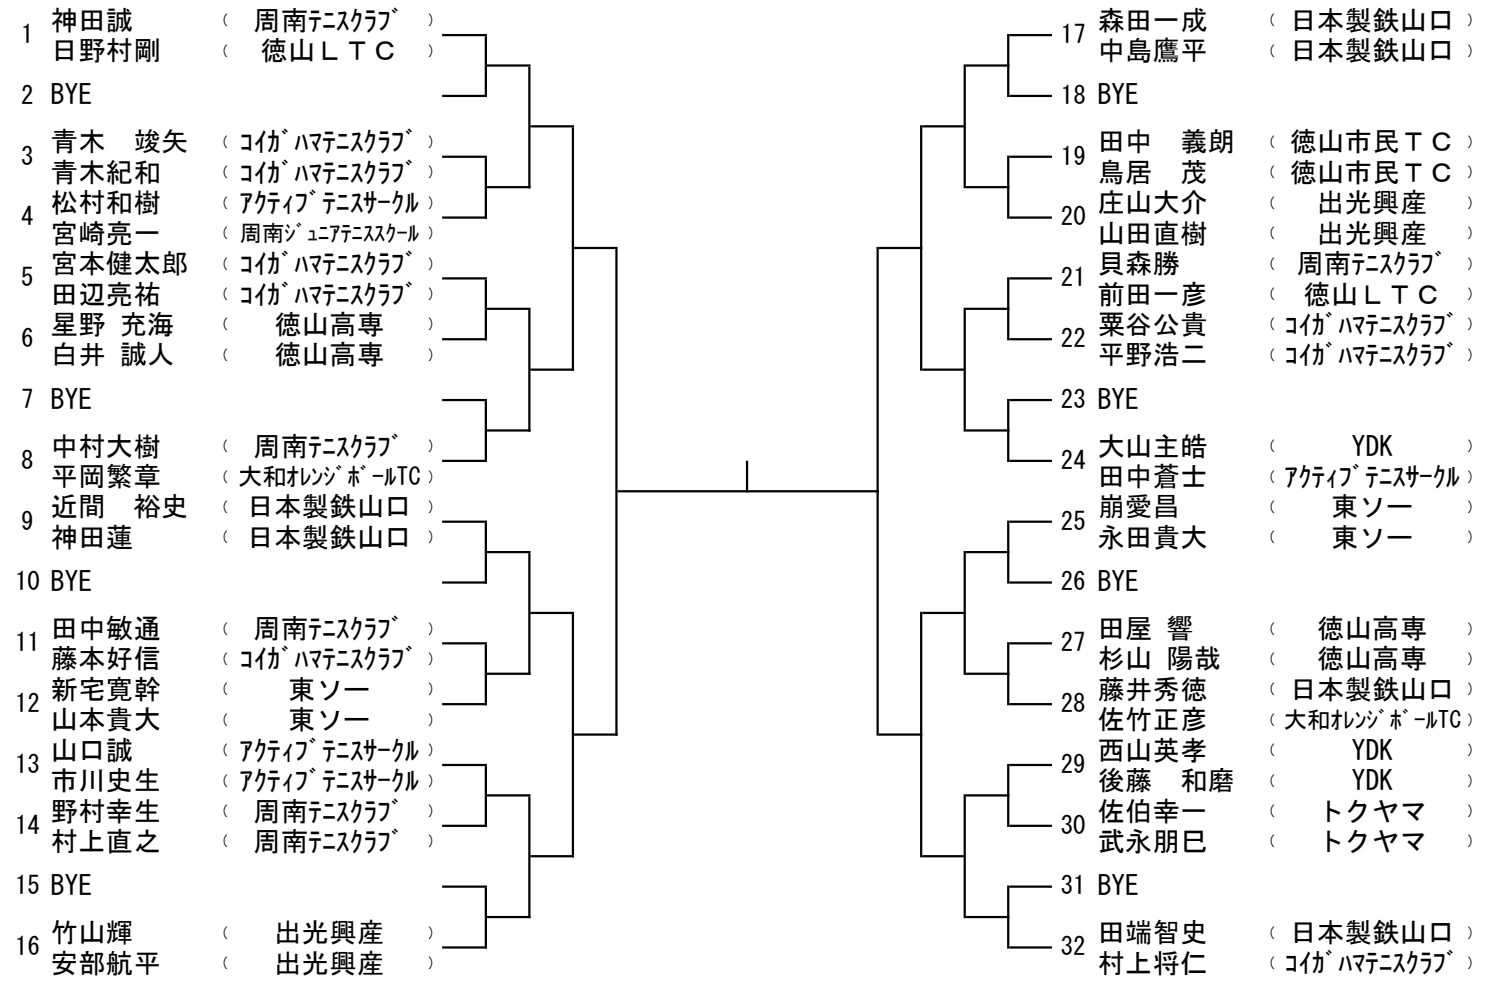 1 神田誠 （ 周南ﾃﾆｽｸﾗﾌﾞ ）
日野村剛 （ 徳山ＬＴＣ ）
2 BYE
3 青木　竣矢 （ ｺｲｶﾞﾊﾏﾃﾆｽｸﾗﾌﾞ ）
青木紀和 （ ｺｲｶﾞﾊﾏﾃﾆｽｸﾗﾌﾞ ）
4 松村和樹 （ ｱｸﾃｨﾌﾞﾃﾆｽｻｰｸﾙ ）
宮崎亮一 （ 周南ｼﾞｭﾆｱﾃﾆｽｽｸｰﾙ ）
5 宮本健太郎 （ ｺｲｶﾞﾊﾏﾃﾆｽｸﾗﾌﾞ ）
田辺亮祐 （ ｺｲｶﾞﾊﾏﾃﾆｽｸﾗﾌﾞ ）
6 星野 充海 （ 徳山高専 ）
白井 誠人 （ 徳山高専 ）
7 BYE
8 中村大樹 （ 周南ﾃﾆｽｸﾗﾌﾞ ）
平岡繁章 （ 大和ｵﾚﾝｼﾞﾎﾞｰﾙTC ）
9 近間　裕史 （ 日本製鉄山口 ）
神田蓮 （ 日本製鉄山口 ）
10 BYE
11 田中敏通 （ 周南ﾃﾆｽｸﾗﾌﾞ ）
藤本好信 （ ｺｲｶﾞﾊﾏﾃﾆｽｸﾗﾌﾞ ）
12 新宅寛幹 （ 東ソー ）
山本貴大 （ 東ソー ）
13 山口誠 （ ｱｸﾃｨﾌﾞﾃﾆｽｻｰｸﾙ ）
市川史生 （ ｱｸﾃｨﾌﾞﾃﾆｽｻｰｸﾙ ）
14 野村幸生 （ 周南ﾃﾆｽｸﾗﾌﾞ ）
村上直之 （ 周南ﾃﾆｽｸﾗﾌﾞ ）
15 BYE
16 竹山輝 （ 出光興産 ）
安部航平 （ 出光興産 ）
17 森田一成 （ 日本製鉄山口 ）
中島鷹平 （ 日本製鉄山口 ）
18 BYE
19 田中　義朗 （ 徳山市民ＴＣ ）
鳥居　茂 （ 徳山市民ＴＣ ）
20 庄山大介 （ 出光興産 ）
山田直樹 （ 出光興産 ）
21 貝森勝 （ 周南ﾃﾆｽｸﾗﾌﾞ ）
前田一彦 （ 徳山ＬＴＣ ）
22 粟谷公貴 （ ｺｲｶﾞﾊﾏﾃﾆｽｸﾗﾌﾞ ）
平野浩二 （ ｺｲｶﾞﾊﾏﾃﾆｽｸﾗﾌﾞ ）
23 BYE
24 大山主皓 （ YDK ）
田中蒼士 （ ｱｸﾃｨﾌﾞﾃﾆｽｻｰｸﾙ ）
25 崩愛昌 （ 東ソー ）
永田貴大 （ 東ソー ）
26 BYE
27 田屋 響 （ 徳山高専 ）
杉山 陽哉 （ 徳山高専 ）
28 藤井秀徳 （ 日本製鉄山口 ）
佐竹正彦 （ 大和ｵﾚﾝｼﾞﾎﾞｰﾙTC ）
29 西山英孝 （ YDK ）
後藤　和磨 （ YDK ）
30 佐伯幸一 （ トクヤマ ）
武永朋巳 （ トクヤマ ）
31 BYE
32 田端智史 （ 日本製鉄山口 ）
村上将仁 （ ｺｲｶﾞﾊﾏﾃﾆｽｸﾗﾌﾞ ）